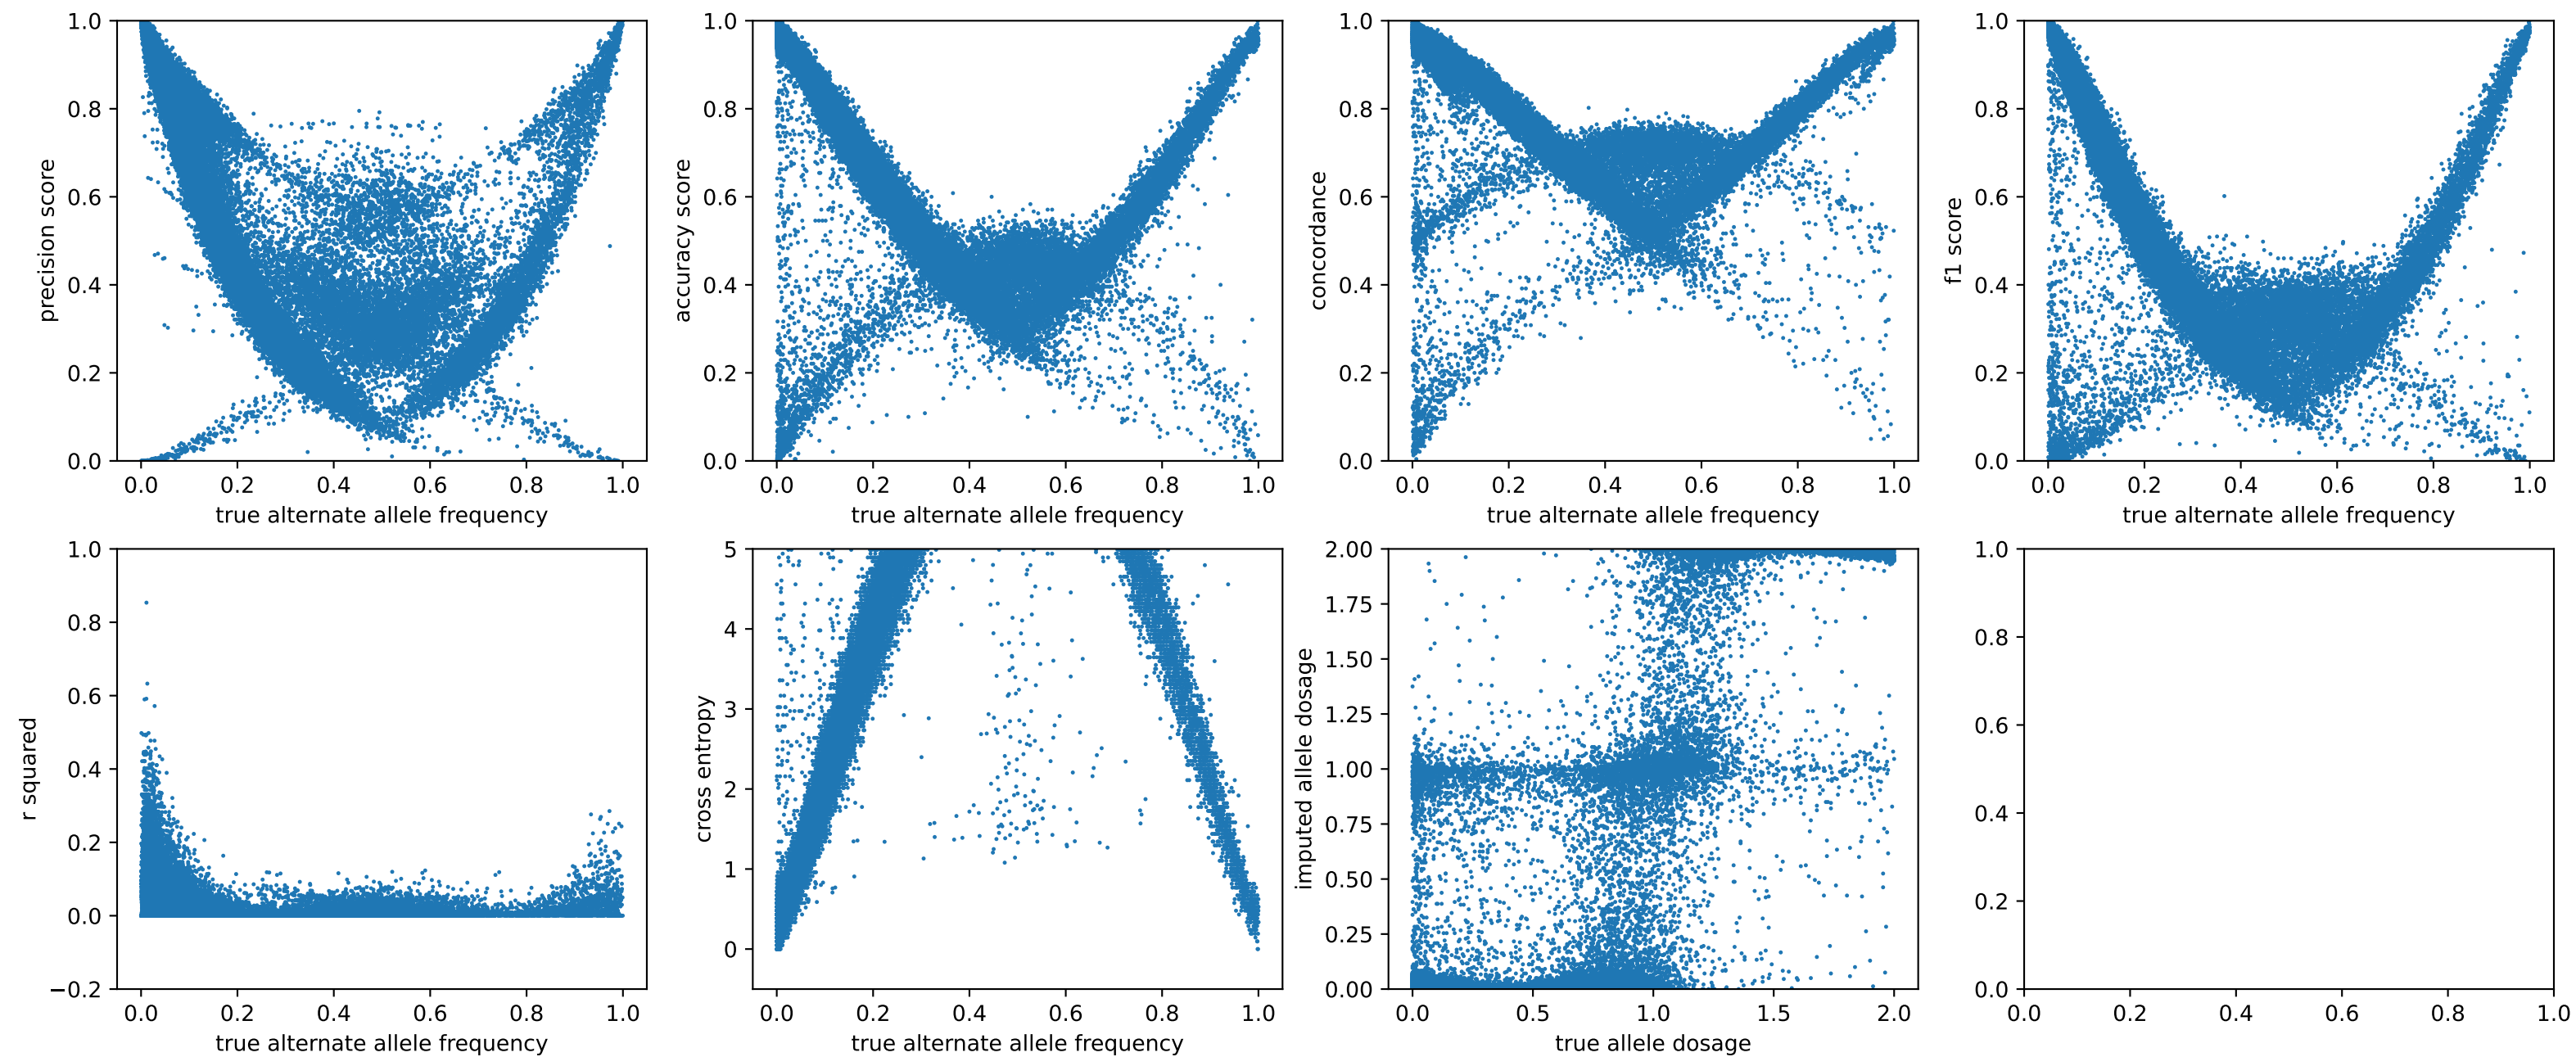 1.0
0.8
0.6
0.4
0.2
0.0
precision score
0.0 0.2 0.4 0.6 0.8 1.0
true alternate allele frequency
1.0
0.8
0.6
0.4
0.2
0.0
accuracy score
0.0 0.2 0.4 0.6 0.8 1.0
true alternate allele frequency
1.0
0.8
0.6
0.4
0.2
0.0
concordance
0.0 0.2 0.4 0.6 0.8 1.0
true alternate allele frequency
1.0
0.8
0.6
0.4
0.2
0.0
f1 score
0.0 0.2 0.4 0.6 0.8 1.0
true alternate allele frequency
1.0
0.8
0.6
0.4
0.2
0.0
−0.2
r squared
0.0 0.2 0.4 0.6 0.8 1.0
true alternate allele frequency
5
4
3
2
1
0
cross entropy
0.0 0.2 0.4 0.6 0.8 1.0
true alternate allele frequency
2.00
1.75
1.50
1.25
1.00
0.75
0.50
0.25
0.00
imputed allele dosage
0.0 0.5 1.0 1.5 2.0
true allele dosage
1.0
0.8
0.6
0.4
0.2
0.0
0.0 0.2 0.4 0.6 0.8 1.0